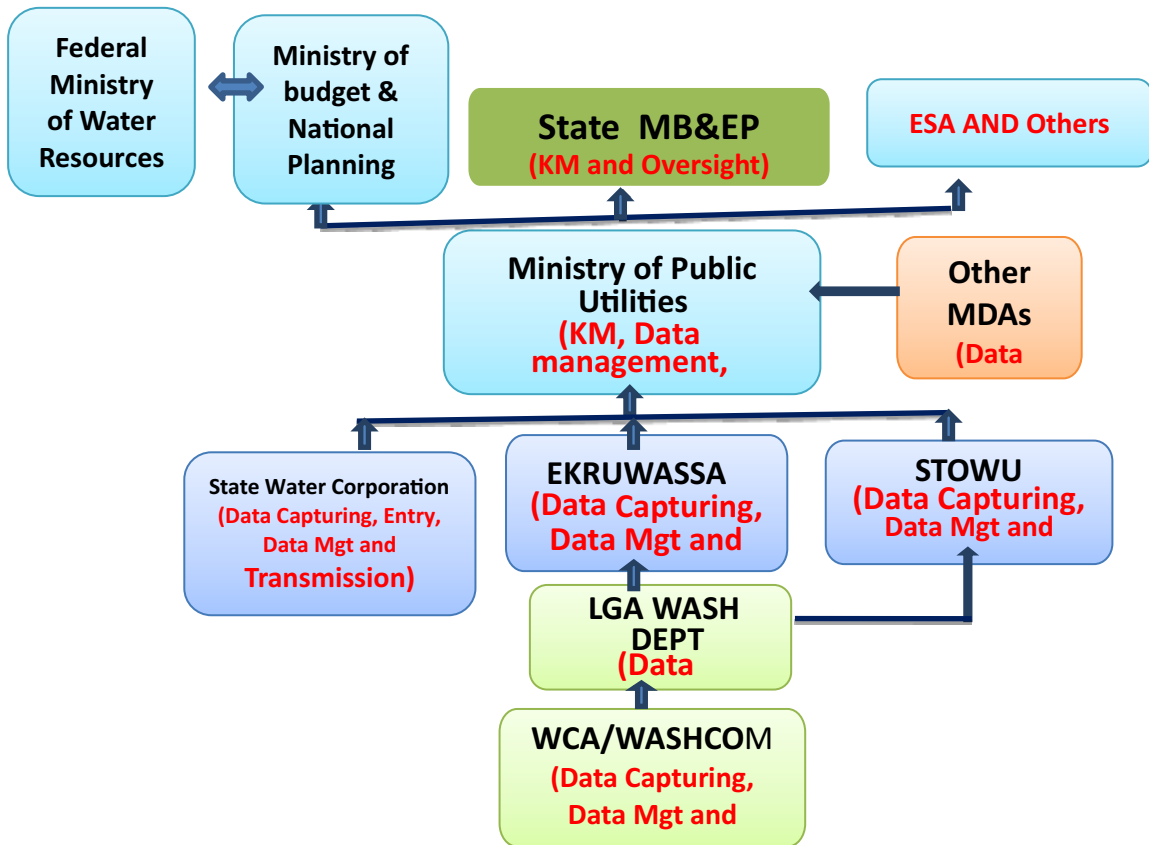 Federal
Ministry
of Water
Resources
Ministry of
budget &
National
Planning
State MB&EP
(KM and Oversight)
ESA AND Others
Ministry of Public
Utilities
(KM, Data
management,
Other
MDAs
(Data
State Water Corporation
(Data Capturing, Entry,
Data Mgt and
Transmission)
EKRUWASSA
(Data Capturing,
Data Mgt and
STOWU
(Data Capturing,
Data Mgt and
LGA WASH
DEPT
(Data
WCA/WASHCOM
(Data Capturing,
Data Mgt and